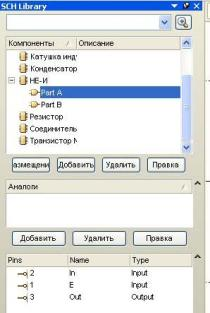 SCH Library
Компоненты / Описание
Катушка инд
Конденсатор
НЕ-И
Part A
Part B
Резистор
Соединитель
Транзистор N
азмещени Добавить Удалить Правка
Аналоги /
Добавить Удалить Правка
Pins Name Type
2 In Input
1 E Input
3 Out Output